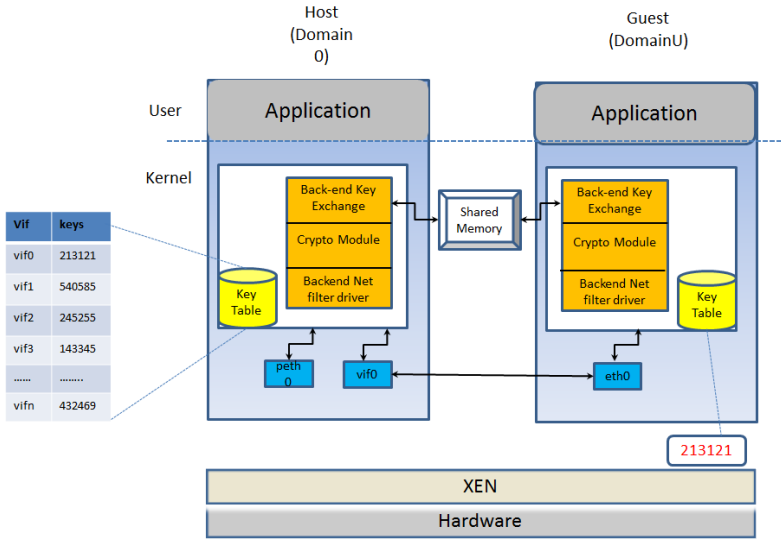 Host
(Domain
0)
Guest
(DomainU)
User
Application
Application
Kernel
Back-end Key
Exchange
Crypto Module
Backend Net
filter driver
Key
Table
Shared
Memory
Back-end Key
Exchange
Crypto Module
Backend Net
filter driver
Key
Table
Vif keys
vif0 213121
vif1 540585
vif2 245255
vif3 143345
...... ........
vifn 432469
peth
0
vif0
eth0
213121
XEN
Hardware